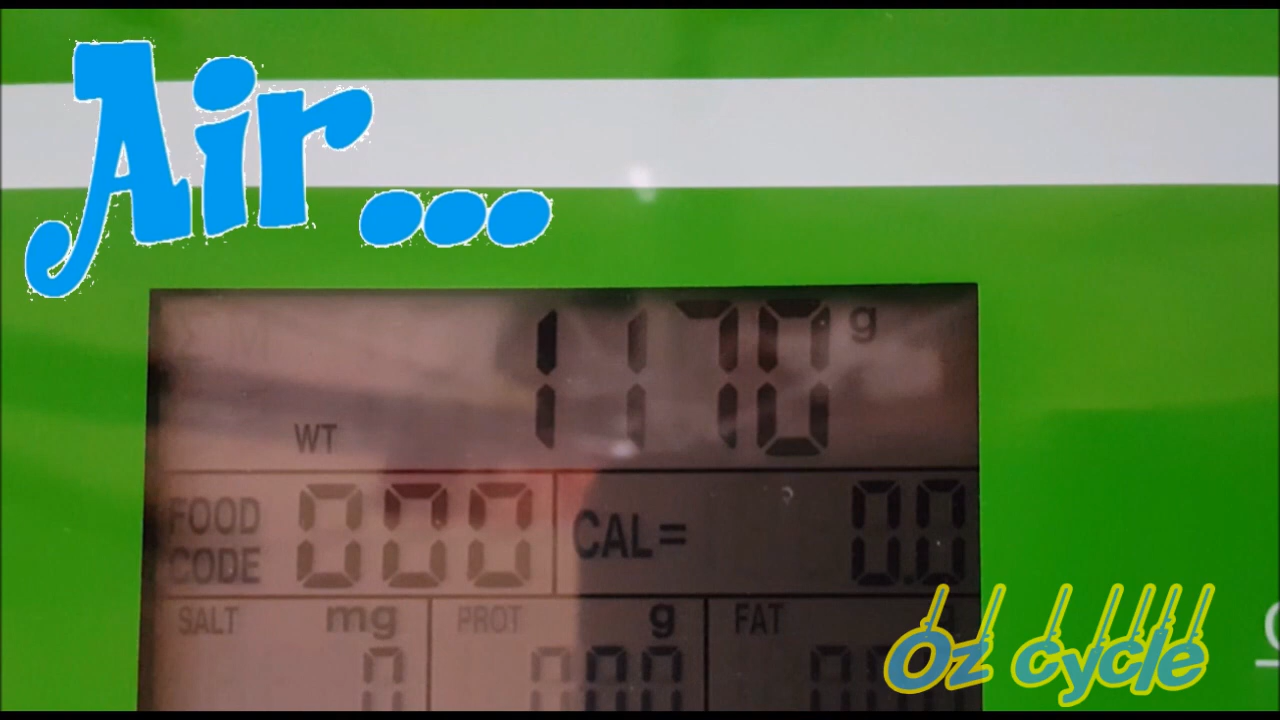 Air...
1170 g
WT
FOOD CODE 000 CAL= 0.0
SALT mg PROT g FAT
Oz cycle